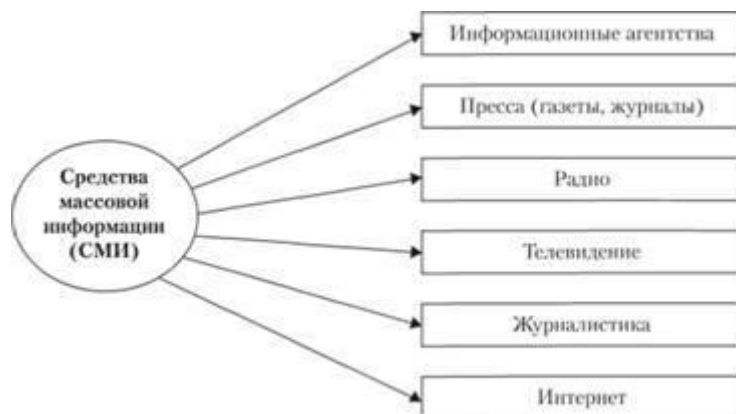 Средства
массовой
информации
(СМИ)
Информационные агентства
Пресса (газеты, журналы)
Радио
Телевидение
Журналистика
Интернет